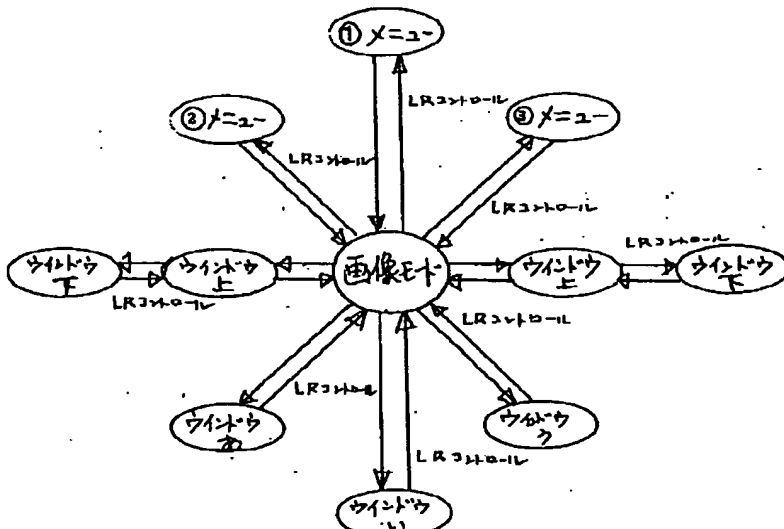 ① メニュー
LRコントロール
② メニュー
③ メニュー
LRコントロール
LRコントロール
LRコントロール
ウインドウ
下
ウインドウ
上
画像モード
ウインドウ
上
ウインドウ
下
LRコントロール
LRコントロール
LRコントロール
ウインドウ
あ
ウインドウ
う
LRコントロール
ウインドウ
い